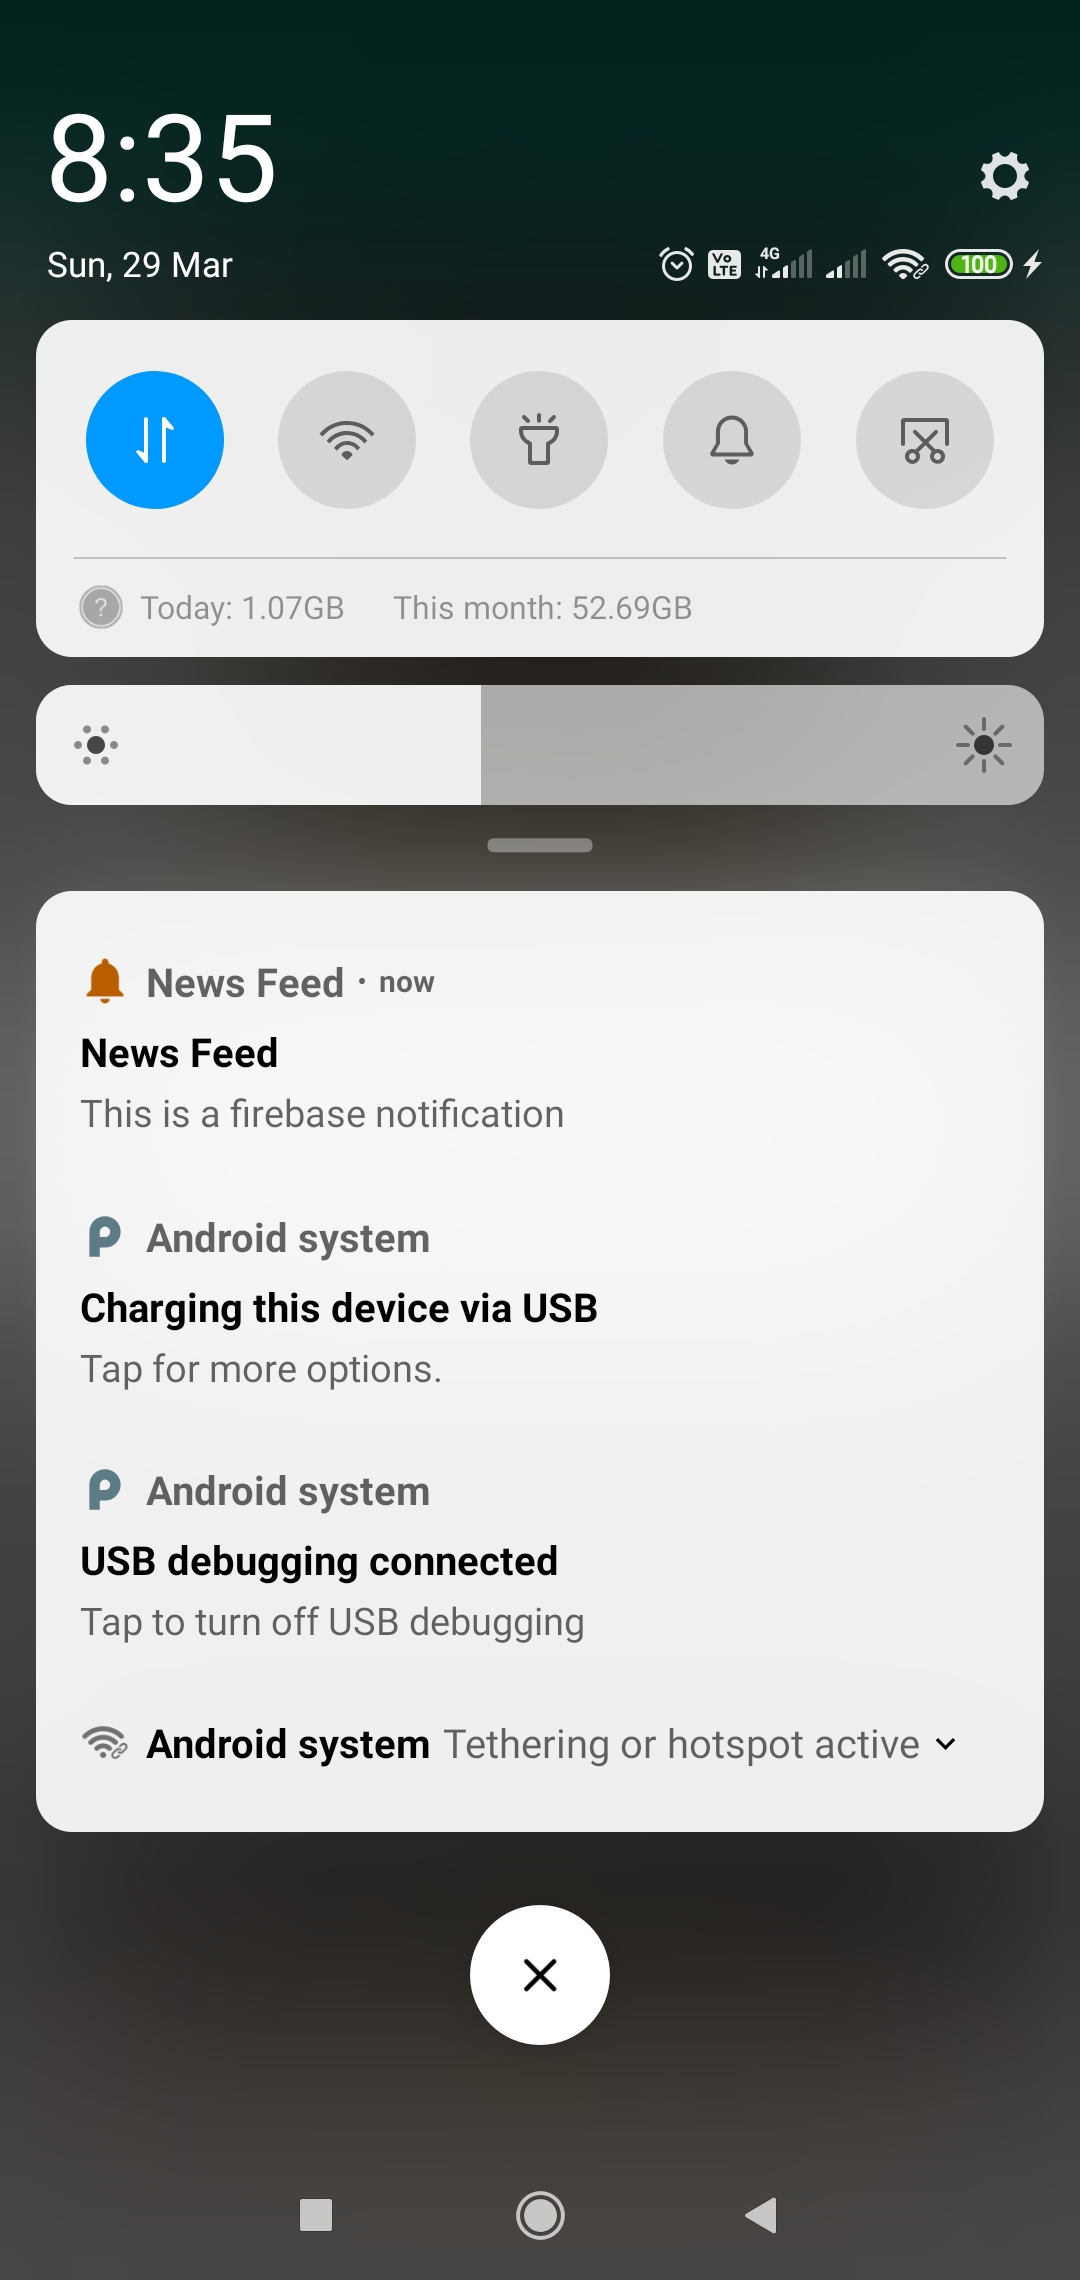 8:35
Sun, 29 Mar
Vo LTE 4G 100
? Today: 1.07GB This month: 52.69GB
News Feed • now
News Feed
This is a firebase notification
Android system
Charging this device via USB
Tap for more options.
Android system
USB debugging connected
Tap to turn off USB debugging
Android system Tethering or hotspot active